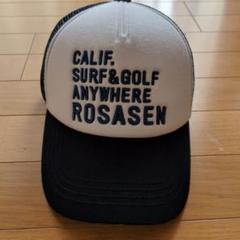 CALIF.
SURF&GOLF
ANYWHERE
ROSASEN